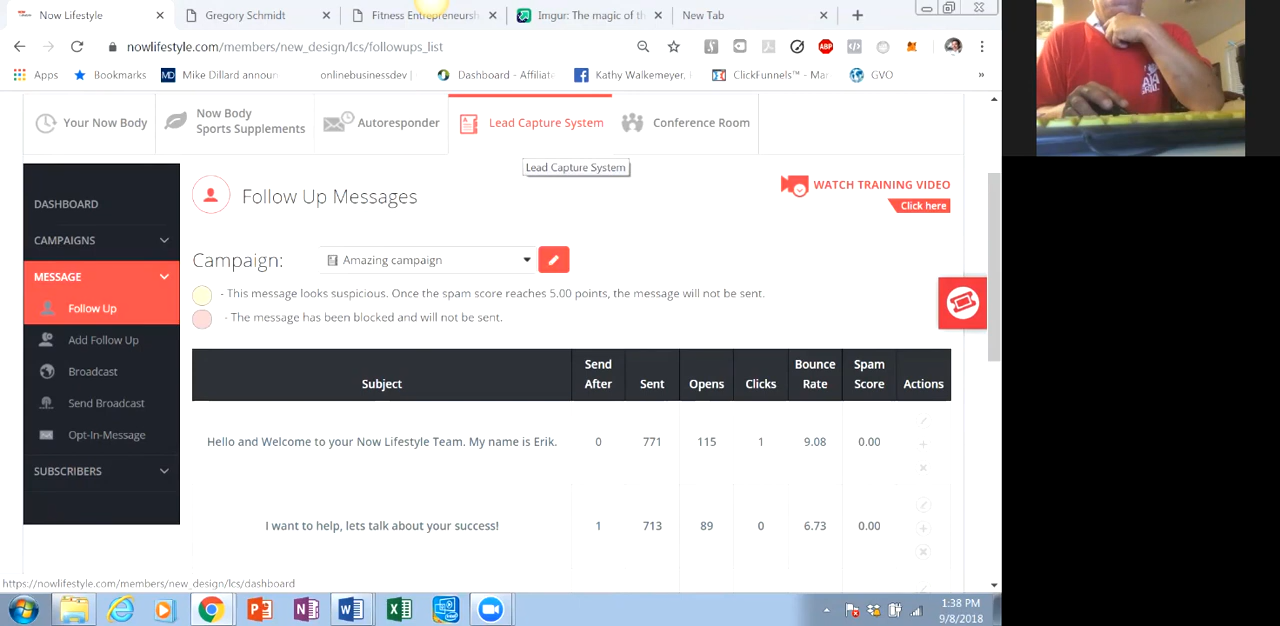 Now Lifestyle
Gregory Schmidt
Fitness Entrepreneursh
Imgur: The magic of th
New Tab
nowlifestyle.com/members/new_design/lcs/followups_list
ABP
Apps
Bookmarks
MD
Mike Dillard announ
onlinebusinessdev
Dashboard - Affiliate
Kathy Walkemeyer.
ClickFunnels™ - Mar
GVO
»
Your Now Body
Now Body
Sports Supplements
Autoresponder
Lead Capture System
Conference Room
Lead Capture System
DASHBOARD
CAMPAIGNS
MESSAGE
Follow Up
Add Follow Up
Broadcast
Send Broadcast
Opt-In-Message
SUBSCRIBERS
Follow Up Messages
WATCH TRAINING VIDEO
Click here
Campaign:
Amazing campaign
- This message looks suspicious. Once the spam score reaches 5.00 points, the message will not be sent.
- The message has been blocked and will not be sent.
Subject Send After Sent Opens Clicks Bounce Rate Spam Score Actions
Hello and Welcome to your Now Lifestyle Team. My name is Erik. 0 771 115 1 9.08 0.00
I want to help, lets talk about your success! 1 713 89 0 6.73 0.00
https://nowlifestyle.com/members/new_design/lcs/dashboard
1:38 PM
9/8/2018